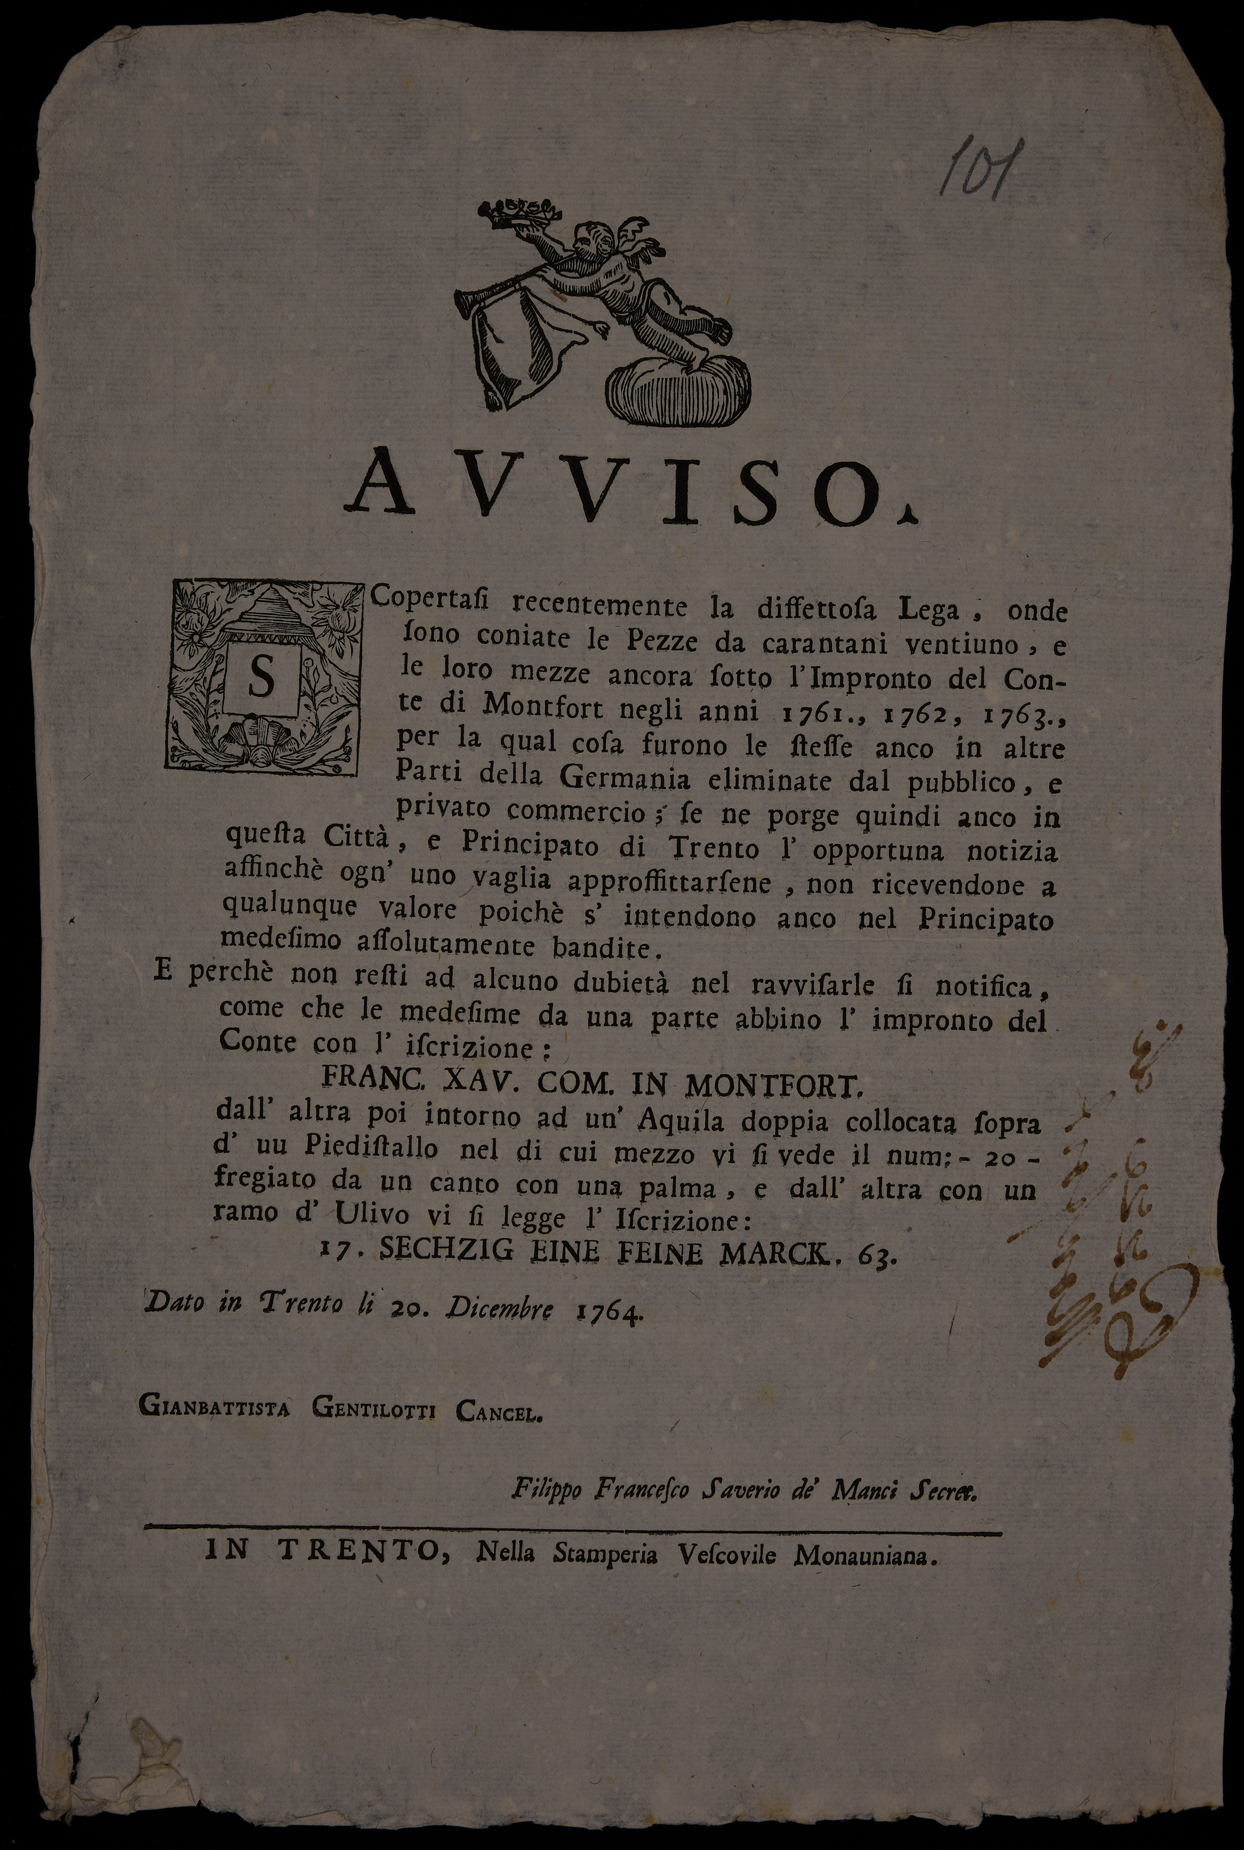 101
AVVISO.
SCopertaſi recentemente la diffettoſa Lega, onde
ſono coniate le Pezze da carantani ventiuno, e
le loro mezze ancora ſotto l'Impronto del Con-
te di Montfort negli anni 1761., 1762, 1763.,
per la qual coſa furono le ſteſſe anco in altre
Parti della Germania eliminate dal pubblico, e
privato commercio; ſe ne porge quindi anco in
queſta Città, e Principato di Trento l' opportuna notizia
affinchè ogn' uno vaglia approffittarſene, non ricevendone a
qualunque valore poichè s' intendono anco nel Principato
medeſimo aſſolutamente bandite.
E perchè non reſti ad alcuno dubietà nel ravviſarle ſi notifica,
come che le medeſime da una parte abbino l' impronto del
Conte con l' iſcrizione:
FRANC. XAV. COM. IN MONTFORT.
dall' altra poi intorno ad un' Aquila doppia collocata ſopra
d' uu Piediſtallo nel di cui mezzo vi ſi vede il num: - 20 -
fregiato da un canto con una palma, e dall' altra con un
ramo d' Ulivo vi ſi legge l' Iſcrizione:
17. SECHZIG EINE FEINE MARCK. 63.
Dato in Trento li 20. Dicembre 1764.
GIANBATTISTA GENTILOTTI CANCEL.
Filippo Franceſco Saverio de' Manci Secret.
IN TRENTO, Nella Stamperia Veſcovile Monauniana.